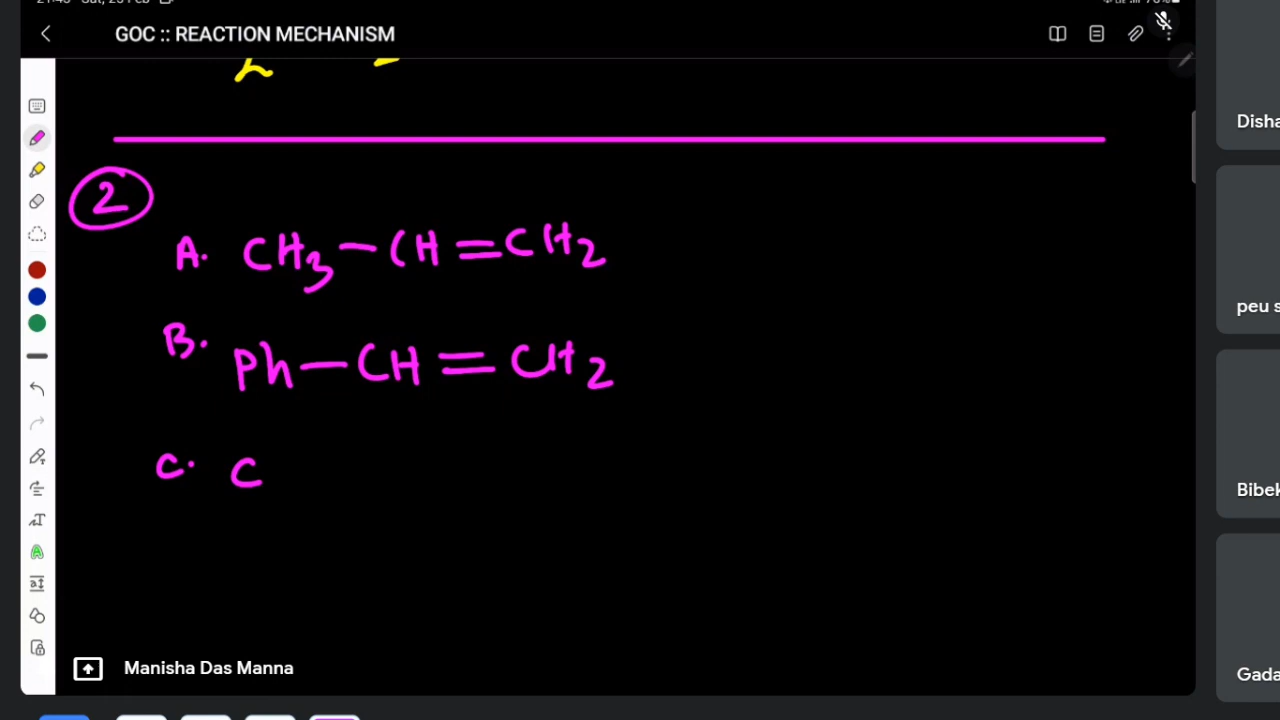 GOC :: REACTION MECHANISM
2
A. CH3-CH=CH2
B. Ph-CH=CH2
C. C
Manisha Das Manna
Disha
peu s
Bibek
Gada